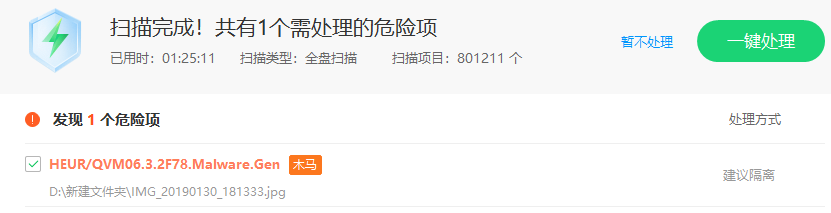 扫描完成！共有1个需处理的危险项
已用时：01:25:11 扫描类型：全盘扫描 扫描项目：801211 个
暂不处理
一键处理
发现 1 个危险项
处理方式
HEUR/QVM06.3.2F78.Malware.Gen 木马
D:\新建文件夹\IMG_20190130_181333.jpg
建议隔离